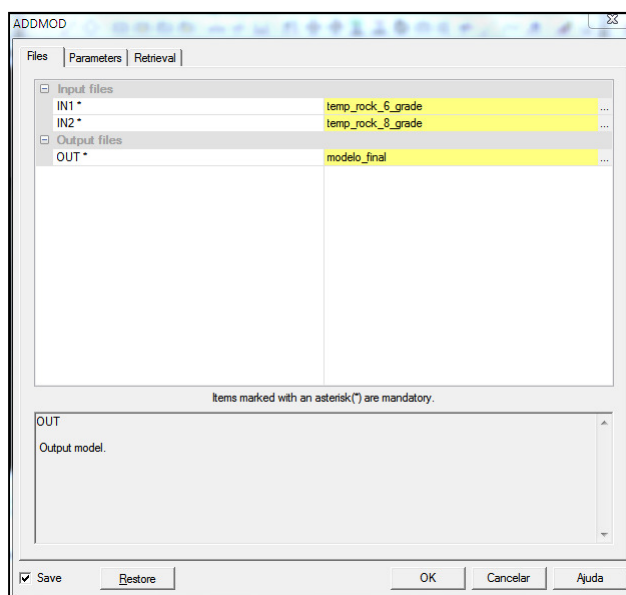 ADDMOD
Files Parameters Retrieval
Input files
IN1 * temp_rock_6_grade ...
IN2 * temp_rock_8_grade ...
Output files
OUT * modelo_final ...
Items marked with an asterisk(*) are mandatory.
OUT
Output model.
Save Restore OK Cancelar Ajuda